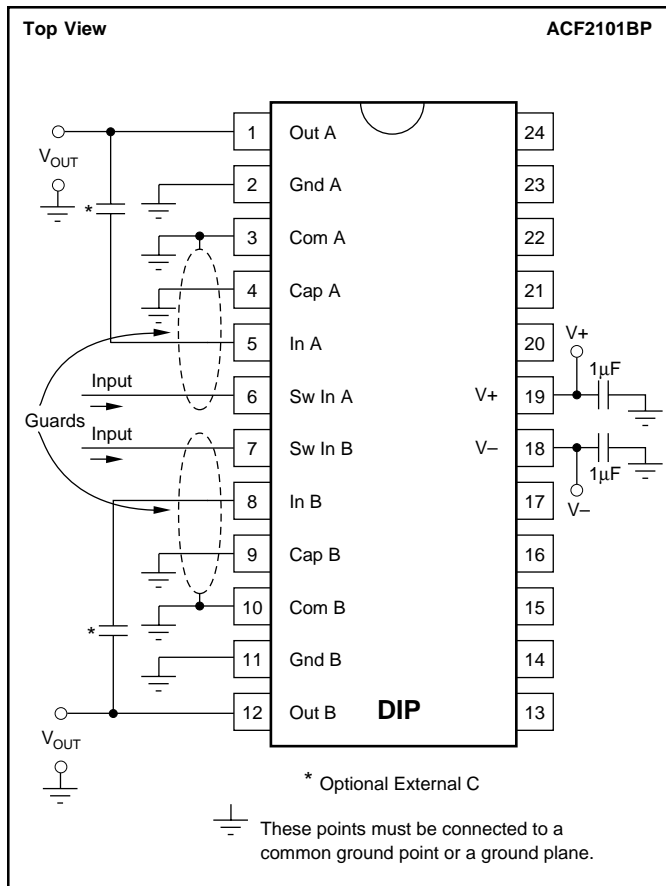 Top View ACF2101BP
1 Out A 24
V_OUT
2 Gnd A 23
*
3 Com A 22
4 Cap A 21
V+
5 In A 20
1µF
Input
6 Sw In A V+ 19
Guards
Input
7 Sw In B V– 18
1µF
8 In B 17
V–
9 Cap B 16
10 Com B 15
*
11 Gnd B 14
12 Out B DIP 13
V_OUT
* Optional External C
These points must be connected to a
common ground point or a ground plane.